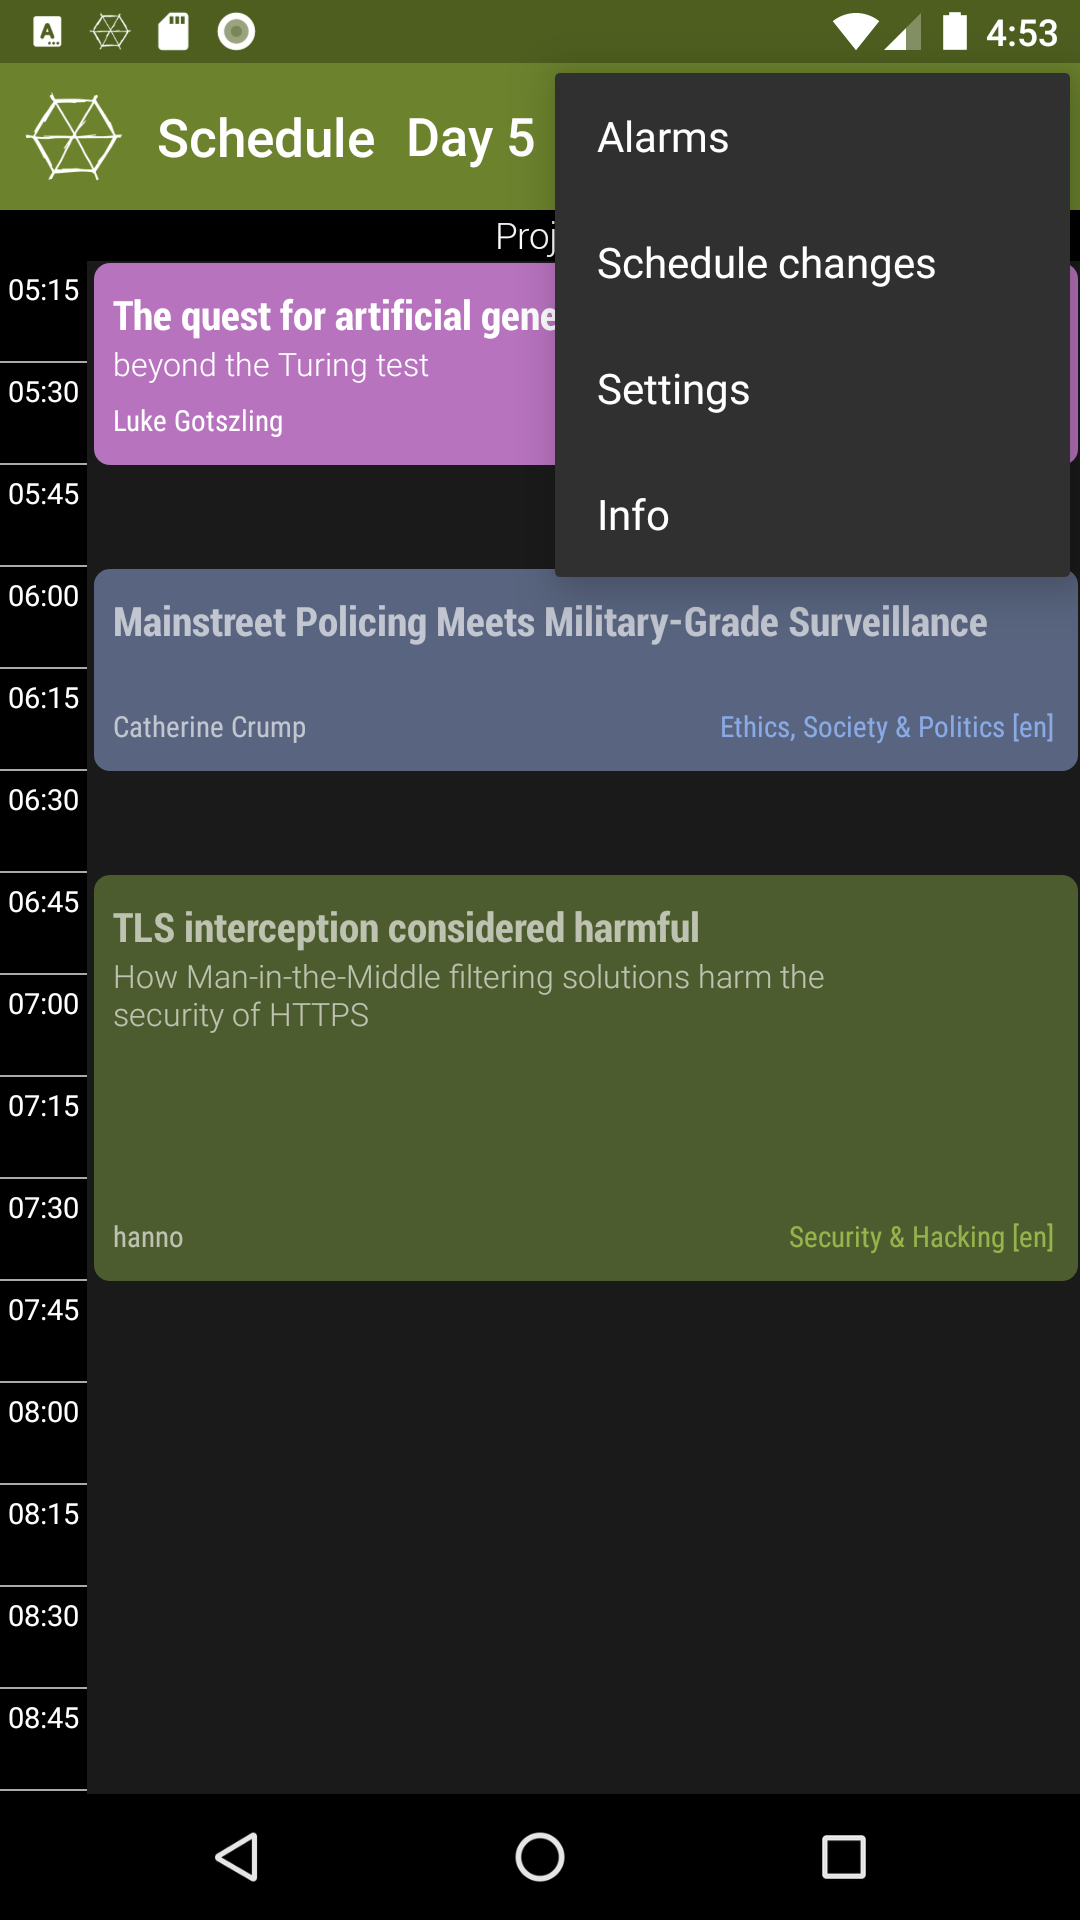 4:53
Schedule Day 5
Alarms
Schedule changes
Settings
Info
05:15
The quest for artificial
beyond the Turing test
05:30
Luke Gotszling
05:45
06:00
Mainstreet Policing Meets Military-Grade Surveillance
06:15
Catherine Crump
Ethics, Society & Politics [en]
06:30
06:45
TLS interception considered harmful
How Man-in-the-Middle filtering solutions harm the
security of HTTPS
07:00
07:15
07:30
hanno
Security & Hacking [en]
07:45
08:00
08:15
08:30
08:45